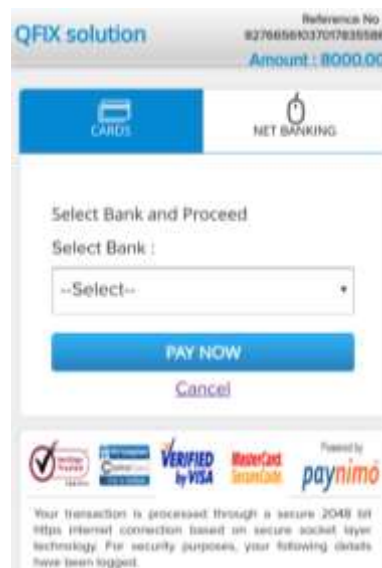 QFIX solution
Reference No
Amount : 8000.00
CARDS
NET BANKING
Select Bank and Proceed
Select Bank :
--Select--
PAY NOW
Cancel
VERIFIED
by VISA
MasterCard.
SecureCode.
Powered by
paynimo
Your transaction is processed through a secure 2048 bit
https internet connection based on secure socket layer
technology. For security purposes, your following details
have been logged.